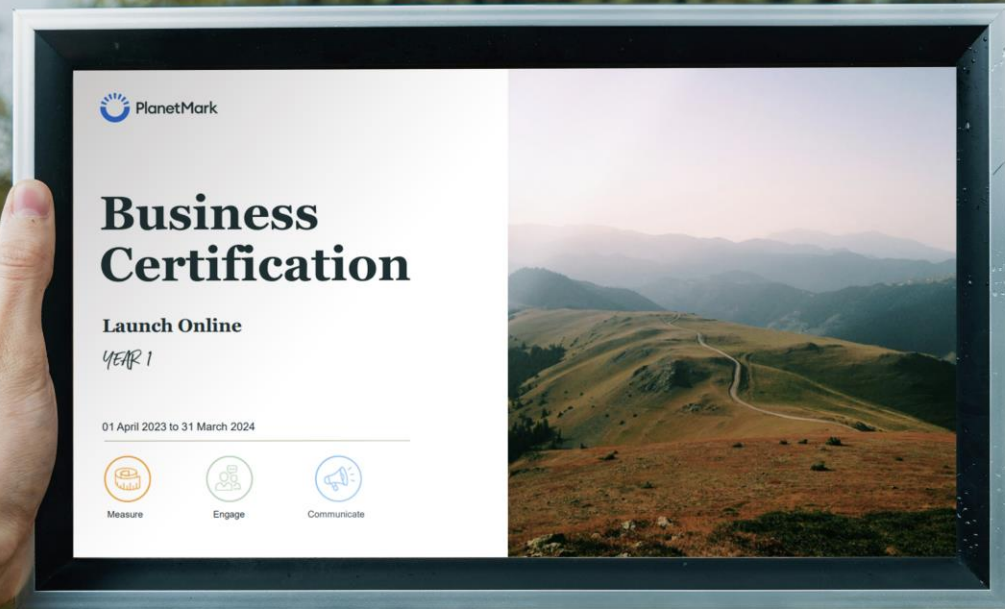 PlanetMark
Business
Certification
Launch Online
YEAR 1
01 April 2023 to 31 March 2024
Measure
Engage
Communicate